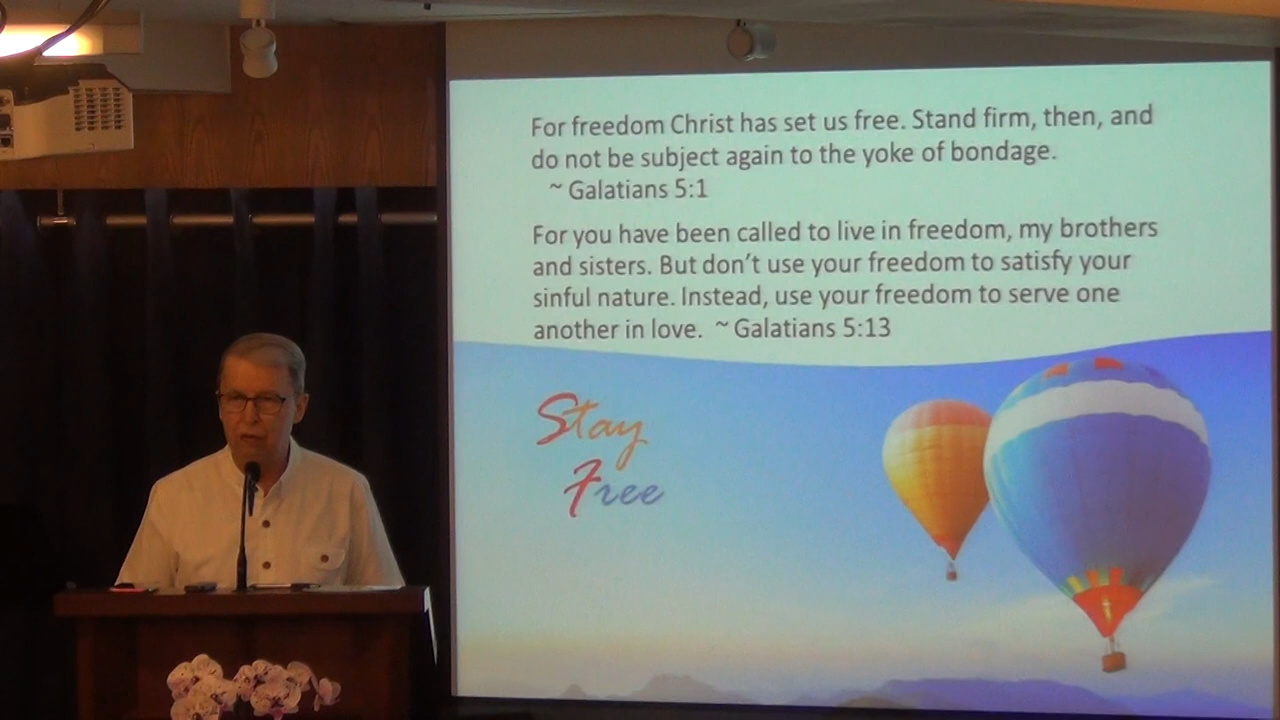 For freedom Christ has set us free. Stand firm, then, and
do not be subject again to the yoke of bondage.
~ Galatians 5:1
For you have been called to live in freedom, my brothers
and sisters. But don't use your freedom to satisfy your
sinful nature. Instead, use your freedom to serve one
another in love. ~ Galatians 5:13
Stay
Free